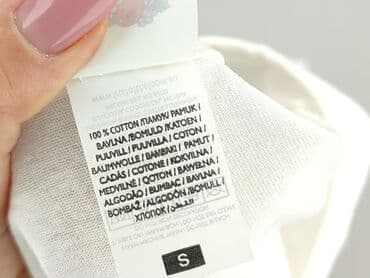 100 % COTTON /ПАМУК/ PAMUK /
BAVLNA /BOMULD /KATOEN /
PUUVILL / PUUVILLA / COTON /
BAUMWOLLE / ΒΑΜΒΑΚΙ / PAMUT /
CADÁS / COTONE / KOKVILNA /
MEDVILNĖ / QOTON / BAWEŁNA /
ALGODÃO / BUMBAC / BAVLNA /
BOMBAŽ / ALGODÓN / BOMULL /
ХЛОПОК / القطن
S